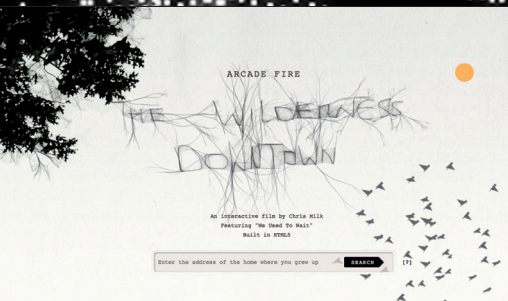 ARCADE FIRE
THE WILDERNESS
DOWNTOWN
An interactive film by Chris Milk
Featuring "We Used To Wait"
Built in HTML5
Enter the address of the home where you grew up
SEARCH
[?]